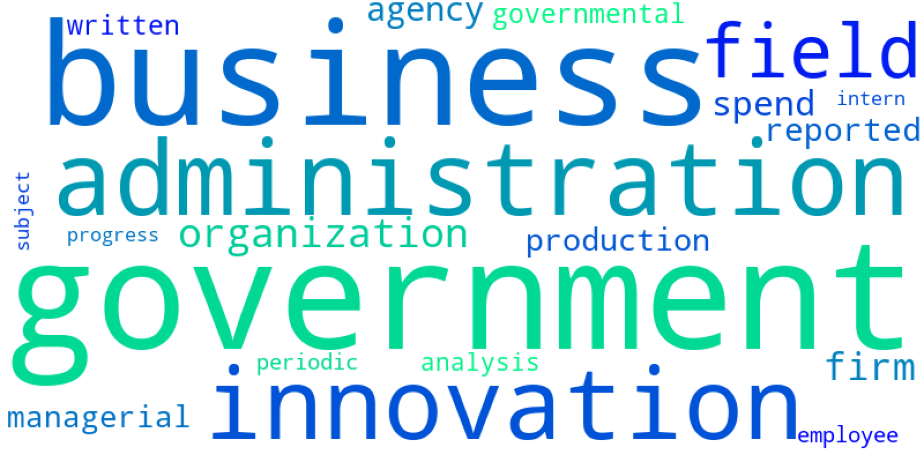 written
agency
governmental
business
field
spend
intern
reported
administration
subject
progress
organization
production
government
periodic
analysis
firm
innovation
managerial
employee